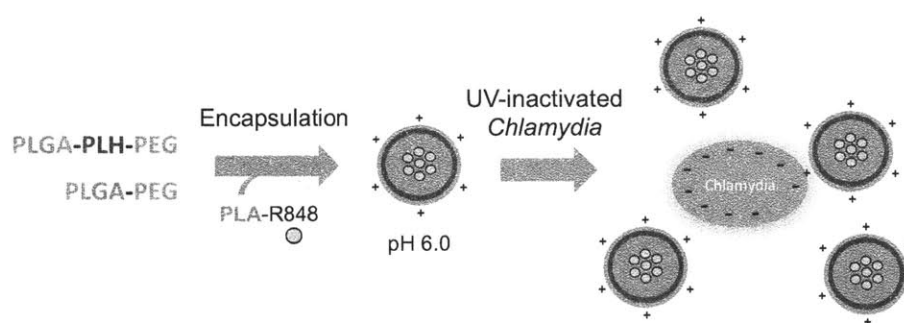 PLGA-PLH-PEG
PLGA-PEG
Encapsulation
PLA-R848
pH 6.0
UV-inactivated
Chlamydia
Chlamydia